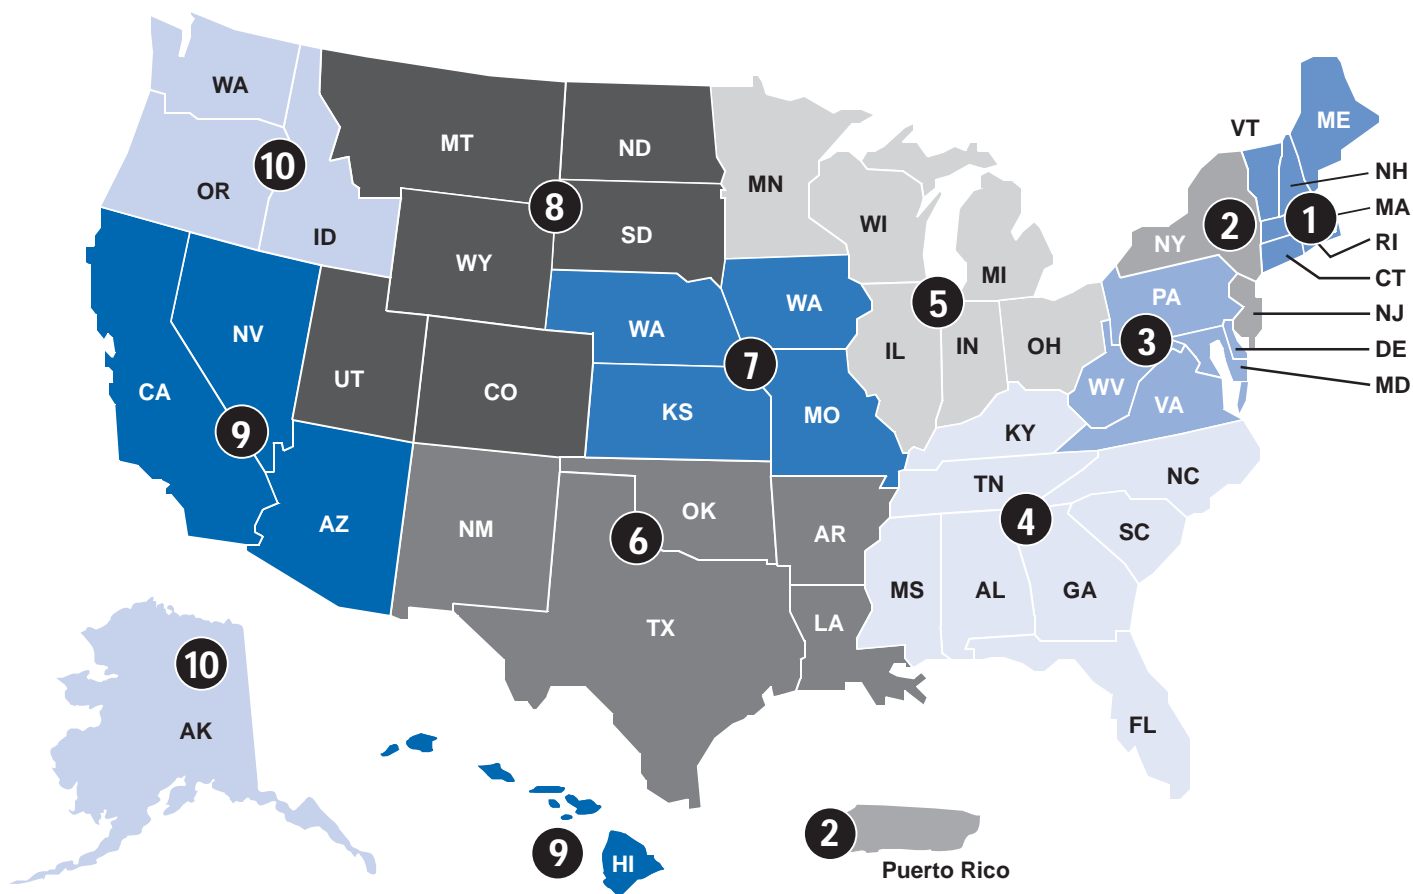 WA
MT
ND
MN
VT
ME
10
OR
ID
8
SD
WY
WI
MI
NY
2
1
NH
MA
RI
CT
NJ
DE
MD
PA
3
WV
VA
5
WA
WA
7
IL
IN
OH
NV
CA
UT
CO
KS
MO
KY
9
AZ
NM
OK
6
AR
TN
NC
4
SC
MS
AL
GA
TX
LA
FL
10
AK
9
HI
2
Puerto Rico